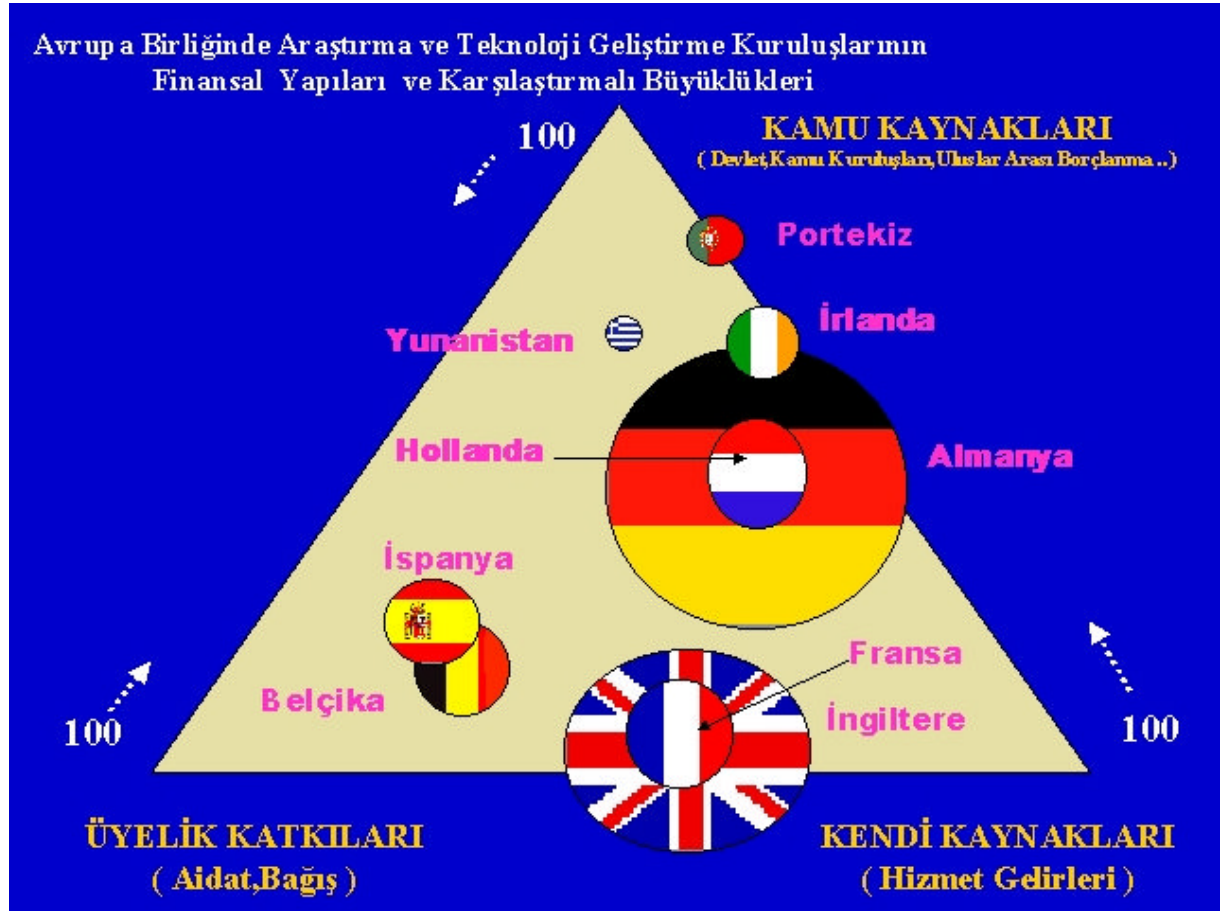 Avrupa Birliğinde Araştırma ve Teknoloji Geliştirme Kuruluşlarının
Finansal Yapıları ve Karşılaştırmalı Büyüklükleri
100
KAMU KAYNAKLARI
( Devlet,Kamu Kuruluşları,Uluslar Arası Borçlanma ..)
Portekiz
İrlanda
Yunanistan
Hollanda
Almanya
İspanya
Fransa
Belçika
İngiltere
100
100
ÜYELİK KATKILARI
( Aidat,Bağış )
KENDİ KAYNAKLARI
( Hizmet Gelirleri )